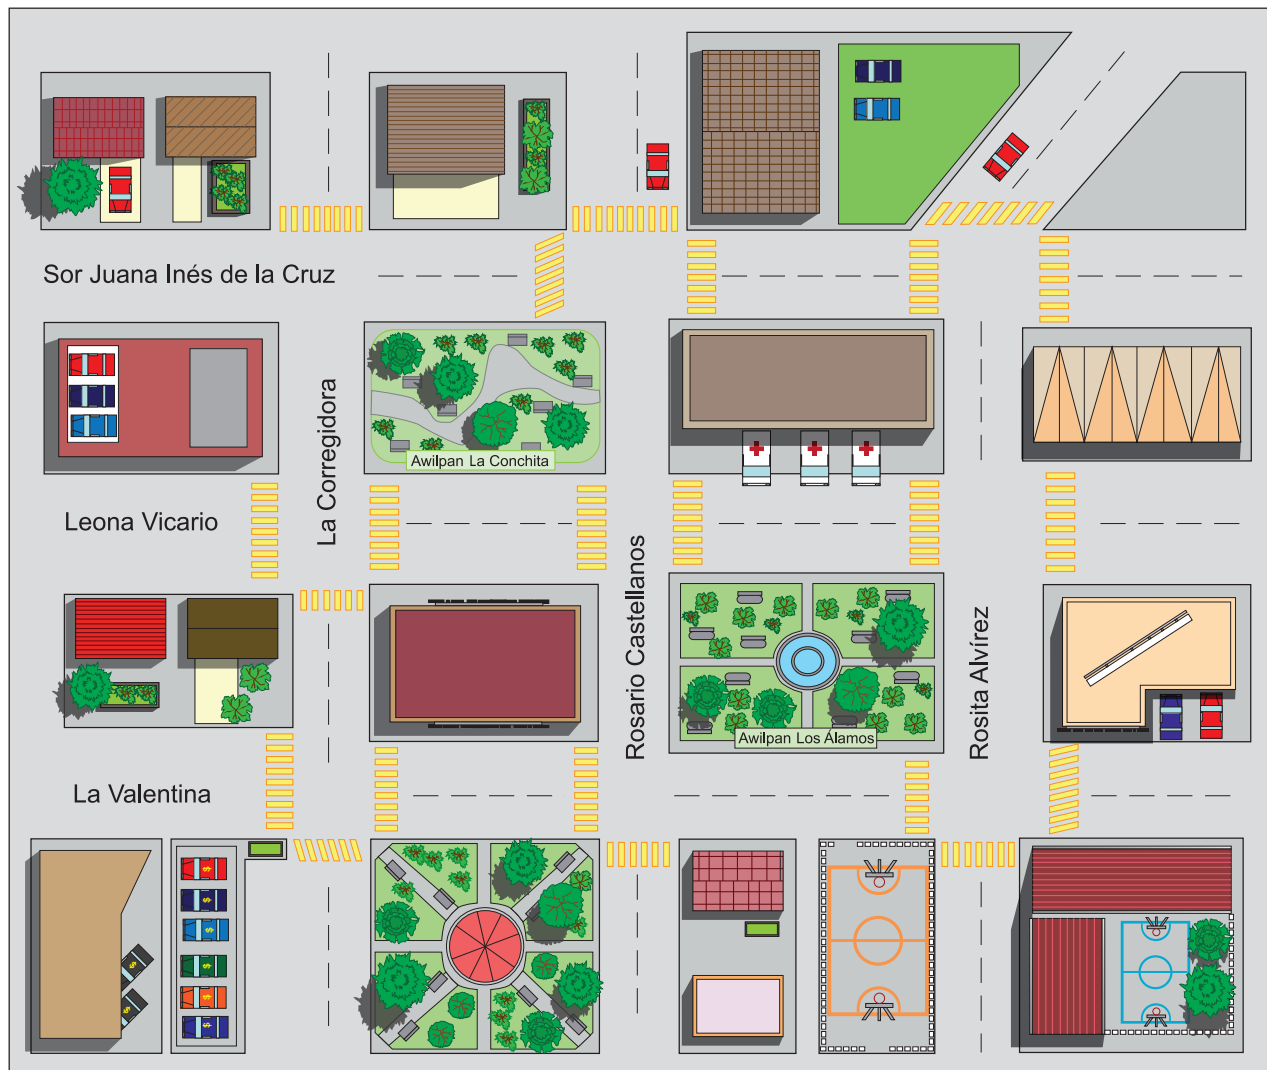 Sor Juana Inés de la Cruz
La Corregidora
Awilpan La Conchita
Leona Vicario
Rosario Castellanos
Rosita Alvírez
Awilpan Los Álamos
La Valentina
$
$
$
$
$
$
$
$